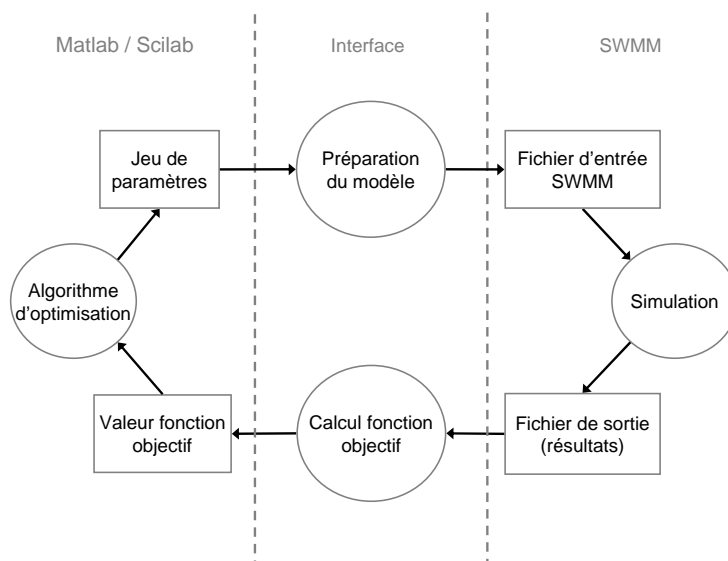 Matlab / Scilab
Interface
SWMM
Jeu de
paramètres
Préparation
du modèle
Fichier d'entrée
SWMM
Algorithme
d'optimisation
Simulation
Valeur fonction
objectif
Calcul fonction
objectif
Fichier de sortie
(résultats)